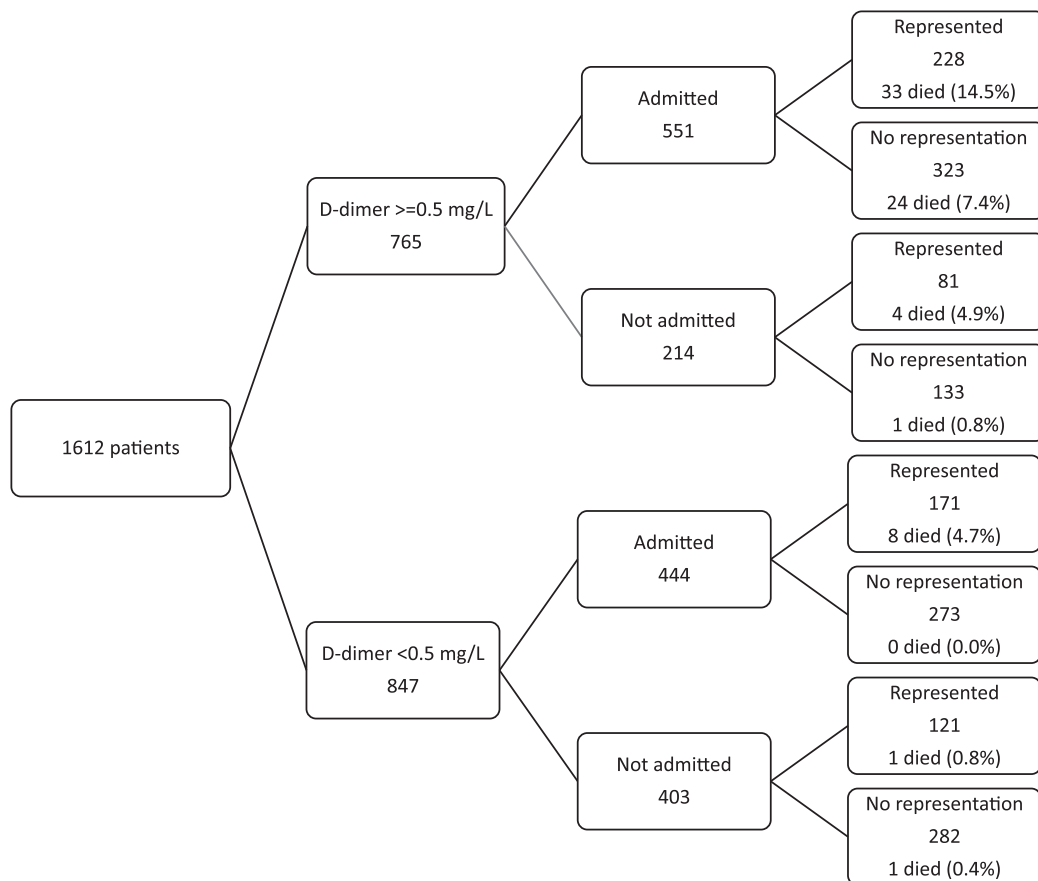 1612 patients
D-dimer >=0.5 mg/L
765
Admitted
551
Represented
228
33 died (14.5%)
No representation
323
24 died (7.4%)
Not admitted
214
Represented
81
4 died (4.9%)
No representation
133
1 died (0.8%)
D-dimer <0.5 mg/L
847
Admitted
444
Represented
171
8 died (4.7%)
No representation
273
0 died (0.0%)
Not admitted
403
Represented
121
1 died (0.8%)
No representation
282
1 died (0.4%)